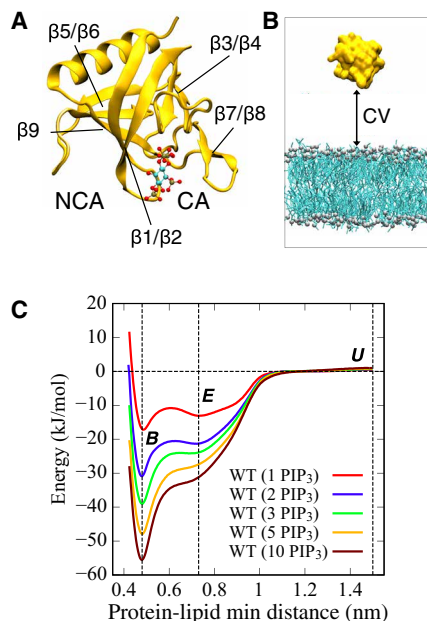 A
β5/β6
β3/β4
β7/β8
β9
NCA
CA
β1/β2
B
CV
C
20
10
0
−10
−20
−30
−40
−50
−60
Energy (kJ/mol)
B
E
U
WT (1 PIP₃)
WT (2 PIP₃)
WT (3 PIP₃)
WT (5 PIP₃)
WT (10 PIP₃)
0.4 0.6 0.8 1 1.2 1.4
Protein-lipid min distance (nm)